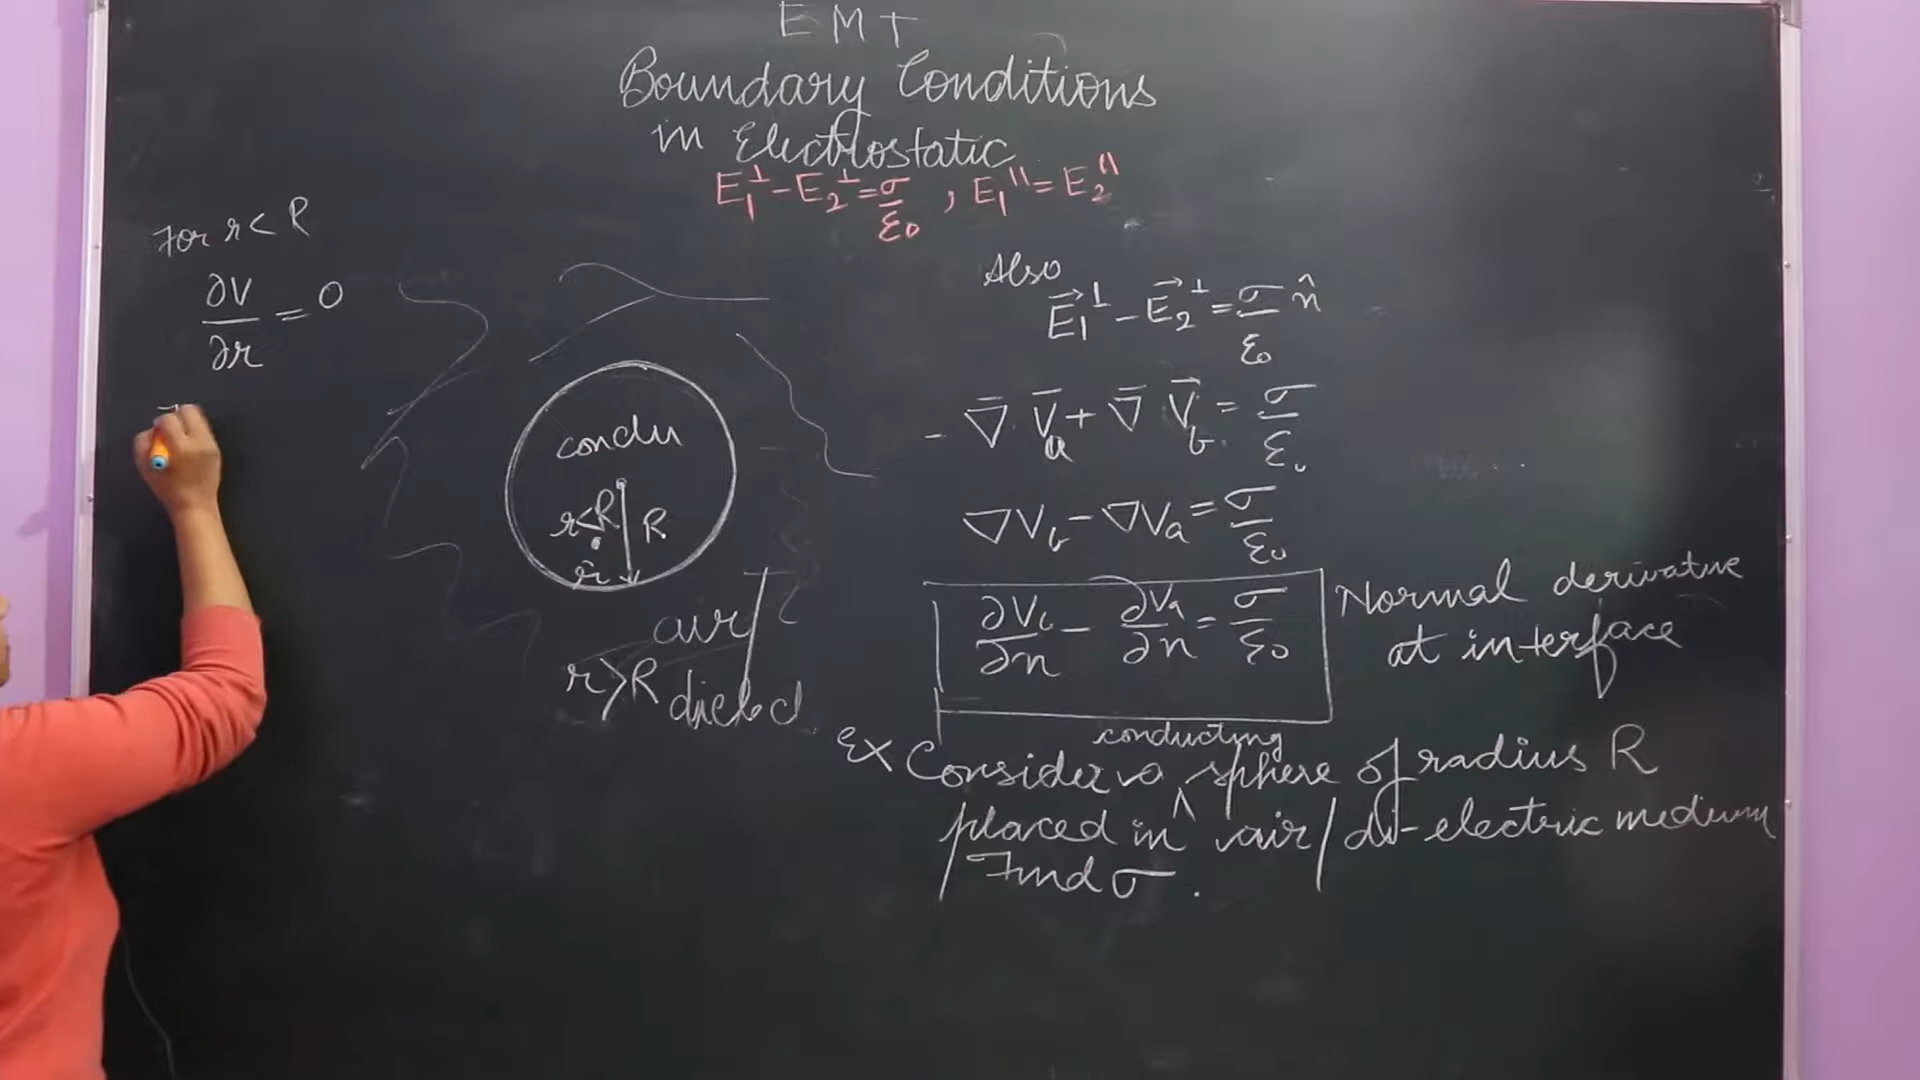 EMT
Boundary Conditions
in Electrostatic
E₁^⊥ - E₂^⊥ = σ/ε₀ , E₁^" = E₂^"
For r < R
∂V/∂r = 0
condu
r<R
R
r
air/
r>R dielecl
Also
E⃗₁^⊥ - E⃗₂^⊥ = σ/ε₀ n̂
- ∇̄ V̄a + ∇̄ V⃗b = σ/ε₀
∇Vb - ∇Va = σ/ε₀
∂Vb/∂n - ∂Va/∂n = σ/ε₀
Normal derivative
at interface
conducting
Ex Consider a ^ sphere of radius R
placed in air/di-electric medium
Find σ.